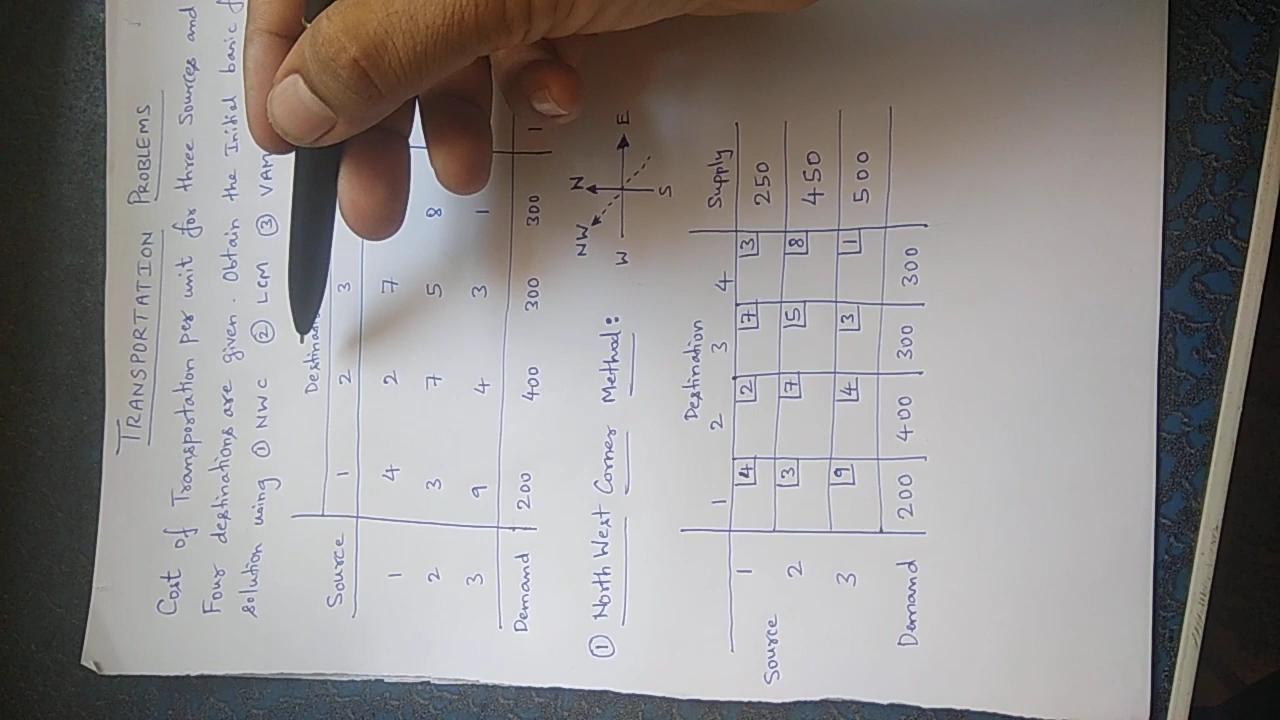 TRANSPORTATION PROBLEMS
Cost of Transportation per unit for three Sources and
Four destinations are given. Obtain the Initial basic
solution using ① NWC ② LCM ③ VAM
Source 1 2 3
1 4 2 7
2 3 7 5 8
3 9 4 3 1
Demand 200 400 300 300
① North West Corner Method:
NW N W E S
Destination
1 2 3 4 Supply
Source 1 4 2 7 3 250
2 3 7 5 8 450
3 9 4 3 1 500
Demand 200 400 300 300